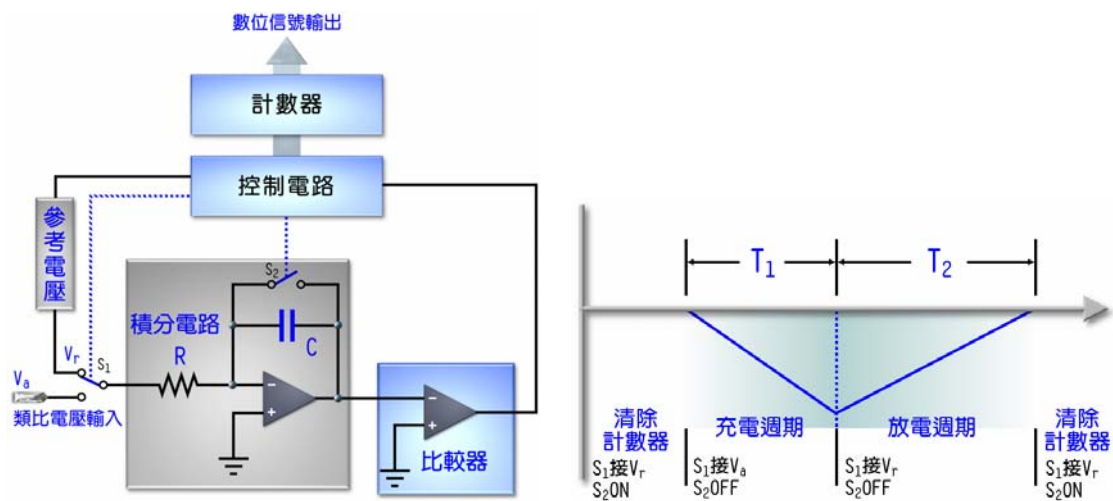 數位信號輸出
計數器
控制電路
參考電壓
S₂
積分電路
C
R
Vᵣ
S₁
Vₐ
類比電壓輸入
−
+
−
+
比較器
T₁
T₂
清除
計數器
S₁接Vᵣ
S₂ON
充電週期
S₁接Vₐ
S₂OFF
放電週期
S₁接Vᵣ
S₂OFF
清除
計數器
S₁接Vᵣ
S₂ON